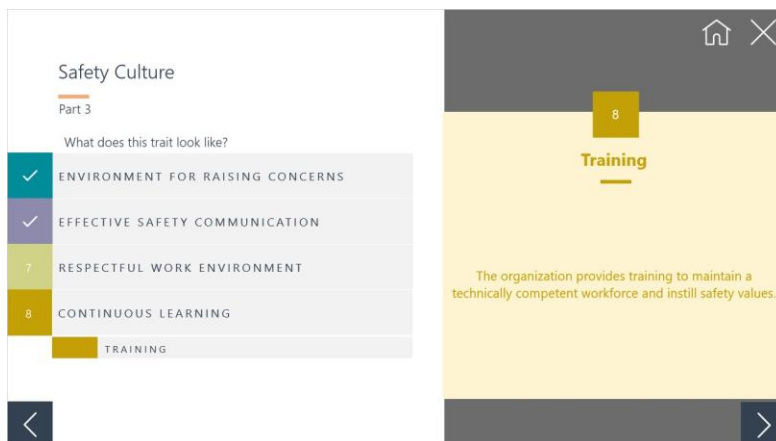 Safety Culture
Part 3
What does this trait look like?
ENVIRONMENT FOR RAISING CONCERNS
EFFECTIVE SAFETY COMMUNICATION
7 RESPECTFUL WORK ENVIRONMENT
8 CONTINUOUS LEARNING
TRAINING
8
Training
The organization provides training to maintain a
technically competent workforce and instill safety values.